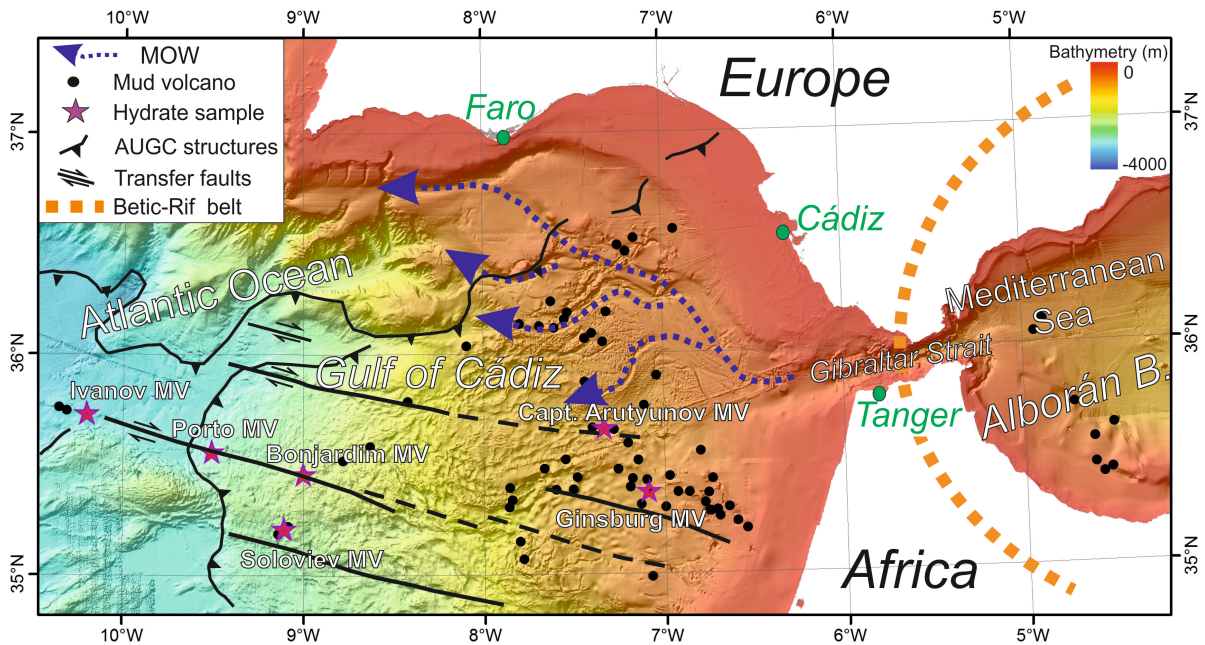 10°W
9°W
8°W
7°W
6°W
5°W
MOW
Mud volcano
Hydrate sample
AUGC structures
Transfer faults
Betic-Rif belt
Bathymetry (m)
0
-4000
Europe
Faro
37°N
37°N
Cádiz
Atlantic Ocean
Mediterranean
Sea
36°N
36°N
Gibraltar Strait
Gulf of Cádiz
Alborán B.
Tanger
Ivanov MV
Capt. Arutyunov MV
Porto MV
Bonjardim MV
Ginsburg MV
Soloviev MV
Africa
35°N
35°N
10°W
9°W
8°W
7°W
6°W
5°W